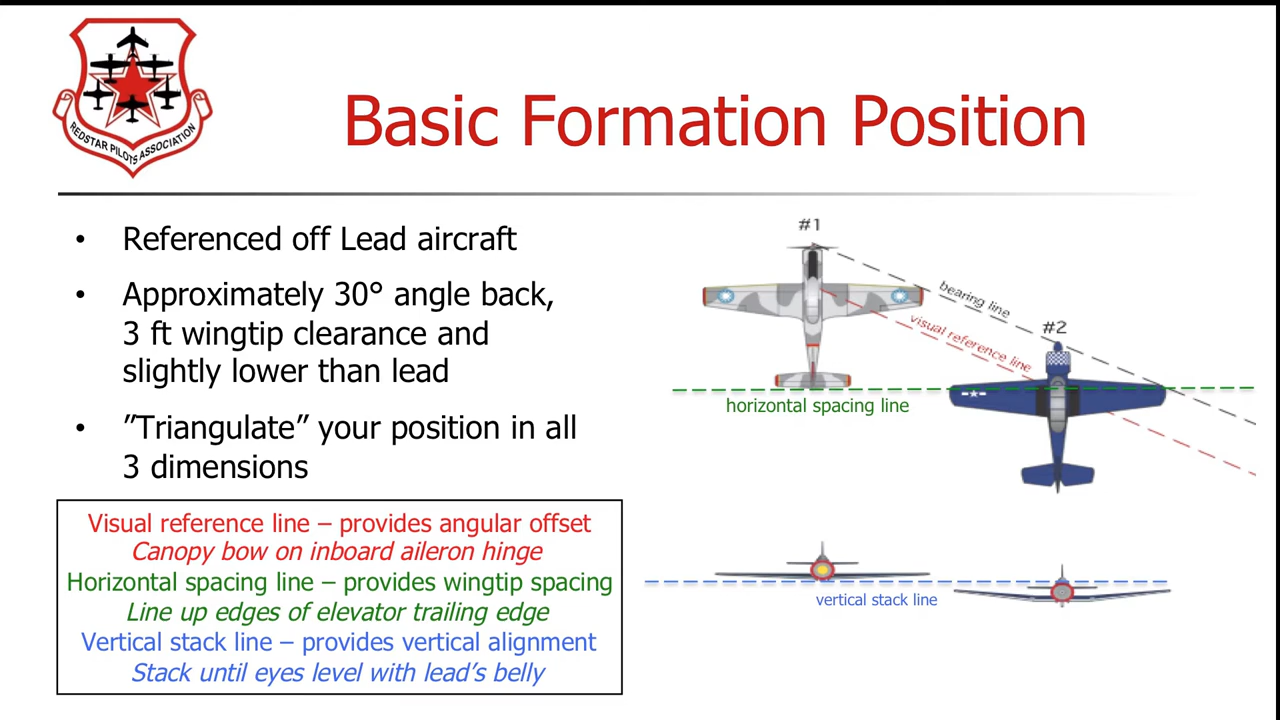 REDSTAR PILOTS ASSOCIATION
Basic Formation Position
• Referenced off Lead aircraft
• Approximately 30° angle back,
3 ft wingtip clearance and
slightly lower than lead
• ”Triangulate” your position in all
3 dimensions
Visual reference line – provides angular offset
Canopy bow on inboard aileron hinge
Horizontal spacing line – provides wingtip spacing
Line up edges of elevator trailing edge
Vertical stack line – provides vertical alignment
Stack until eyes level with lead’s belly
#1
bearing line
#2
visual reference line
horizontal spacing line
vertical stack line